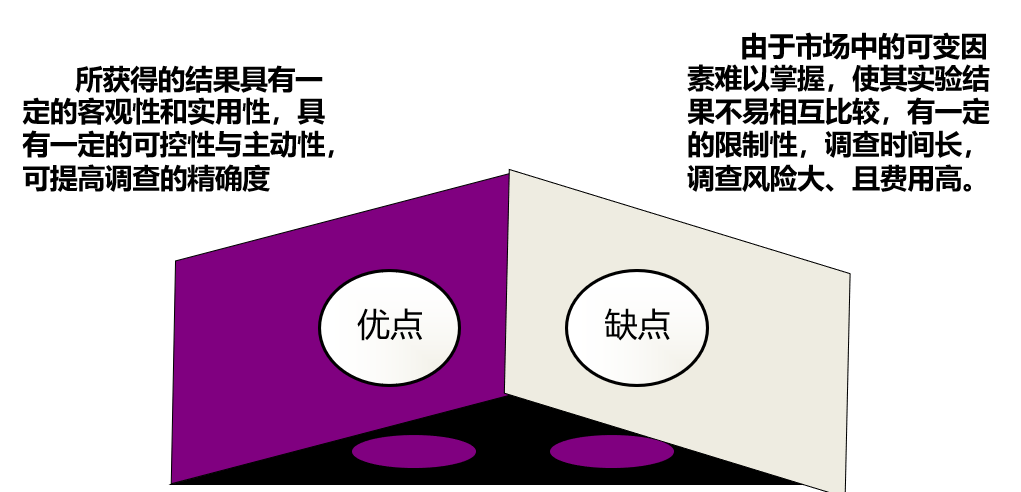 所获得的结果具有一
定的客观性和实用性，具
有一定的可控性与主动性，
可提高调查的精确度
由于市场中的可变因
素难以掌握，使其实验结
果不易相互比较，有一定
的限制性，调查时间长，
调查风险大、且费用高。
优点
缺点